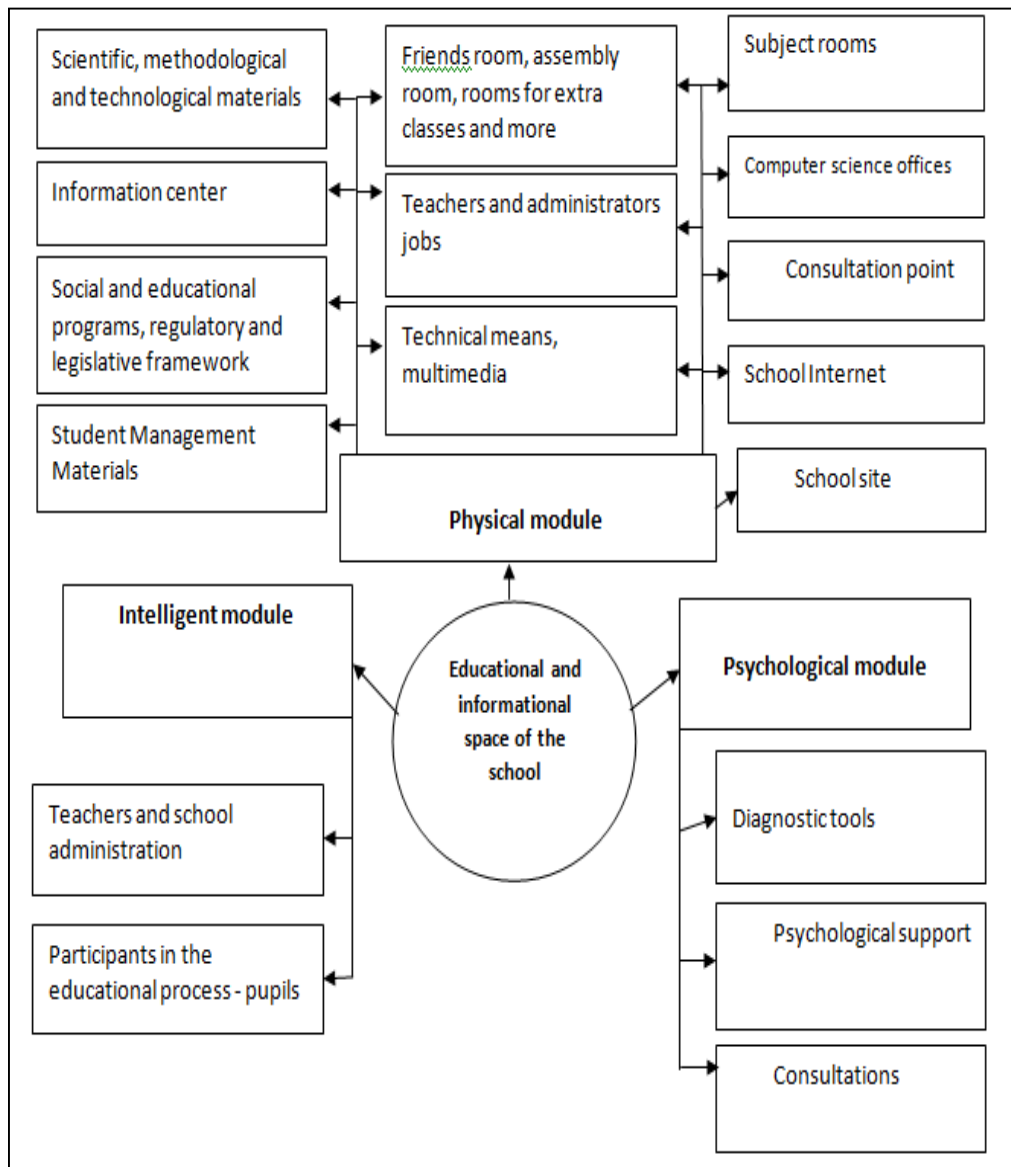 Scientific, methodological
and technological materials
Friends room, assembly
room, rooms for extra
classes and more
Subject rooms
Information center
Teachers and administrators
jobs
Computer science offices
Consultation point
Social and educational
programs, regulatory and
legislative framework
Technical means,
multimedia
School Internet
Student Management
Materials
School site
Physical module
Intelligent module
Educational and
informational
space of the
school
Psychological module
Teachers and school
administration
Participants in the
educational process - pupils
Diagnostic tools
Psychological support
Consultations